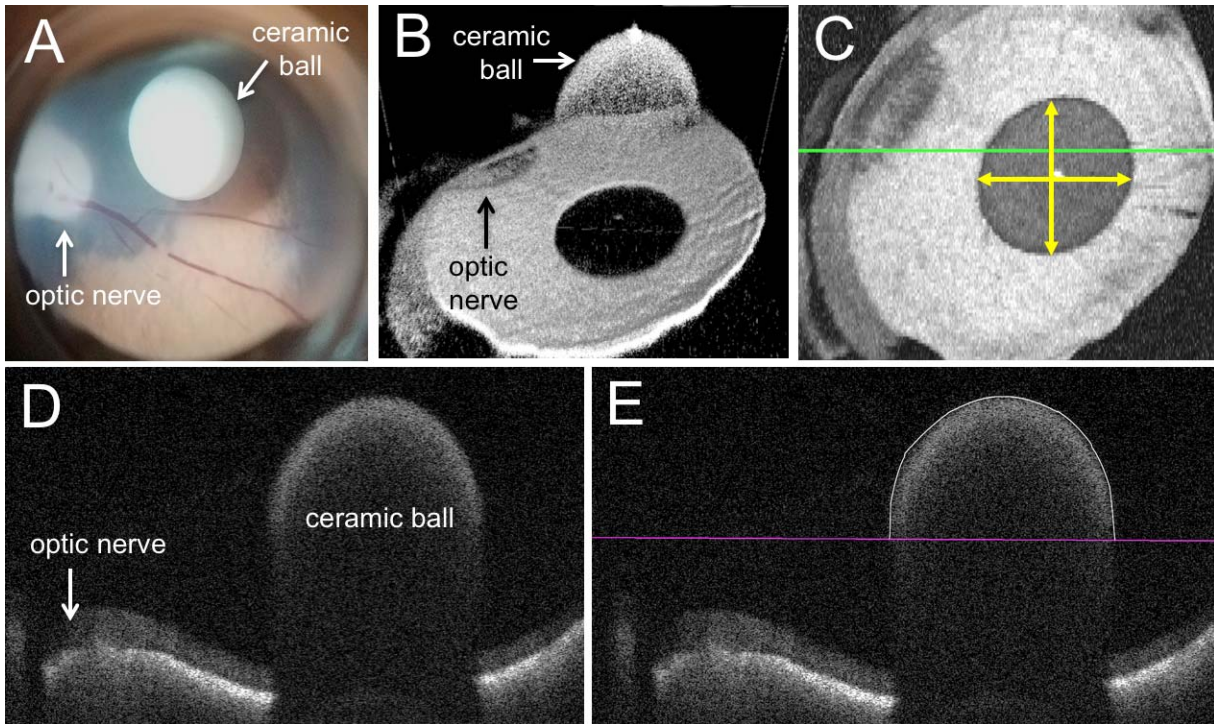 A
ceramic
ball
optic nerve
B
ceramic
ball
optic
nerve
C
D
ceramic ball
optic nerve
E